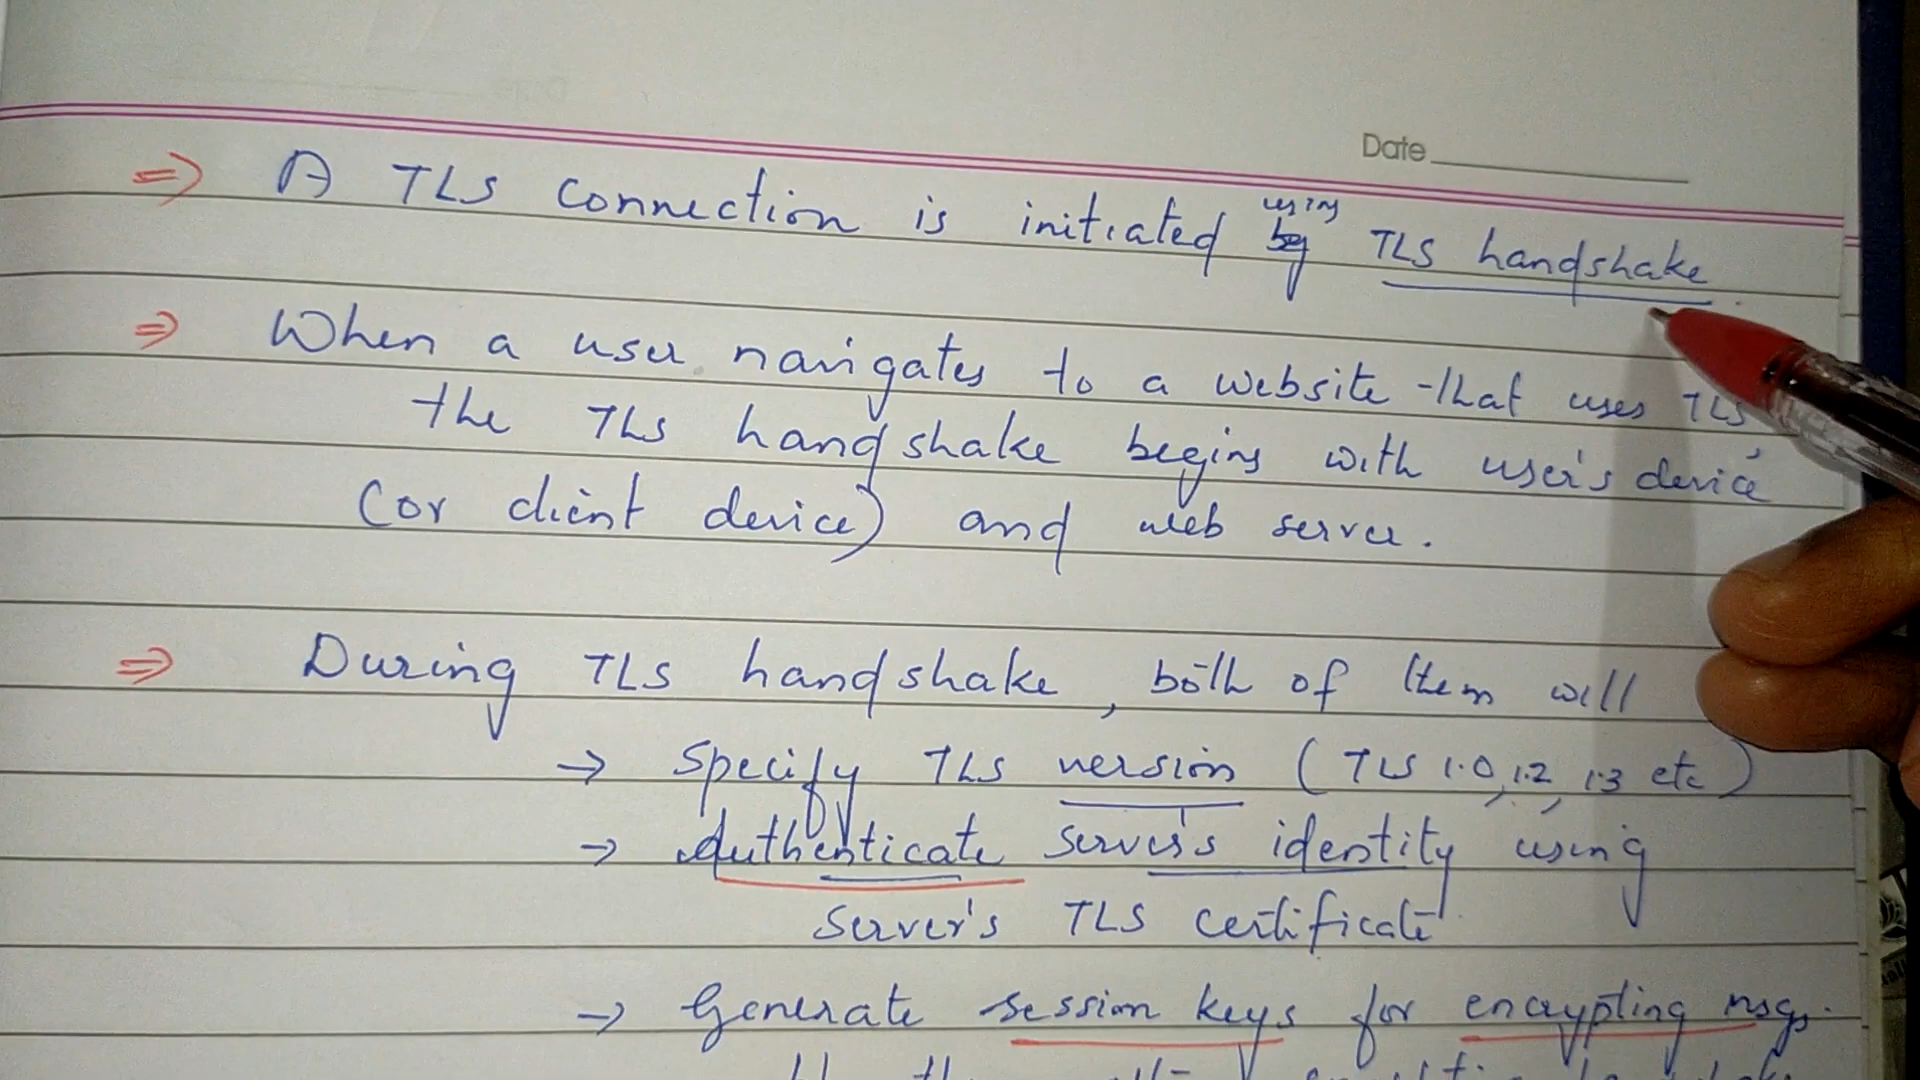 Date
⇒ A TLS connection is initiated by using TLS handshake.
⇒ When a user navigates to a website that uses TLS,
the TLS handshake begins with user's device
(or client device) and web server.
⇒ During TLS handshake, both of them will
→ Specify TLS version (TLS 1.0, 1.2, 1.3 etc)
→ Authenticate server's identity using
server's TLS certificate
→ Generate session keys for encrypting msgs.